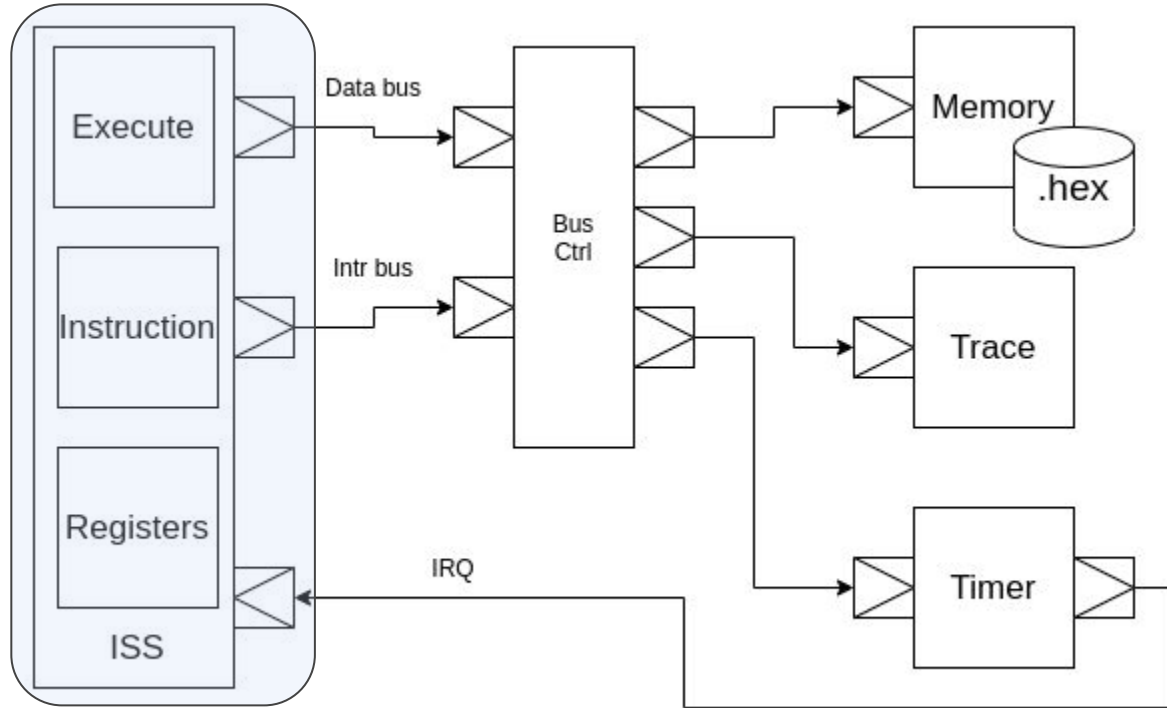 Execute
Data bus
Memory
.hex
Bus
Ctrl
Instruction
Intr bus
Trace
Registers
IRQ
Timer
ISS